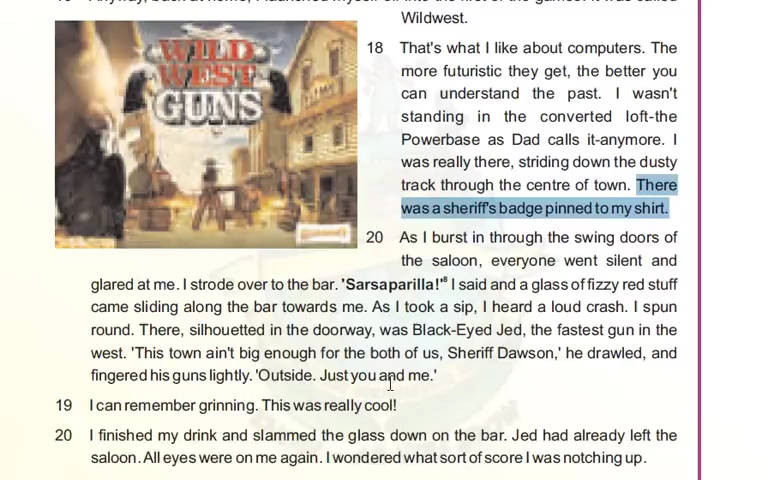 Wildwest.
WILD
WEST
GUNS
18 That's what I like about computers. The
more futuristic they get, the better you
can understand the past. I wasn't
standing in the converted loft-the
Powerbase as Dad calls it-anymore. I
was really there, striding down the dusty
track through the centre of town. There
was a sheriff's badge pinned to my shirt.
20 As I burst in through the swing doors of
the saloon, everyone went silent and
glared at me. I strode over to the bar. 'Sarsaparilla!'⁶ I said and a glass of fizzy red stuff
came sliding along the bar towards me. As I took a sip, I heard a loud crash. I spun
round. There, silhouetted in the doorway, was Black-Eyed Jed, the fastest gun in the
west. 'This town ain't big enough for the both of us, Sheriff Dawson,' he drawled, and
fingered his guns lightly. 'Outside. Just you and me.'
19 I can remember grinning. This was really cool!
20 I finished my drink and slammed the glass down on the bar. Jed had already left the
saloon. All eyes were on me again. I wondered what sort of score I was notching up.